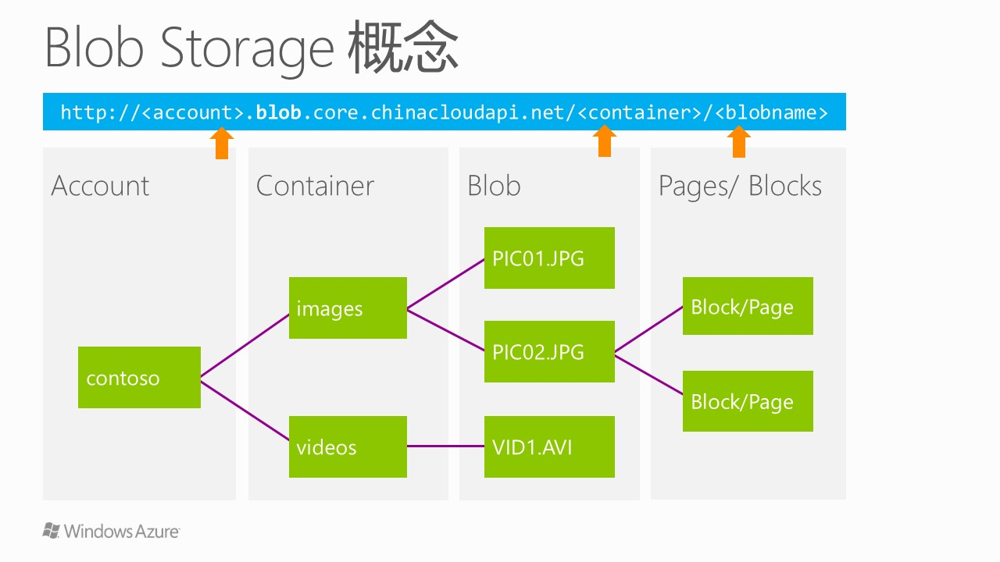 Blob Storage 概念
http://<account>.blob.core.chinacloudapi.net/<container>/<blobname>
Account
Container
Blob
Pages/ Blocks
contoso
images
videos
PIC01.JPG
PIC02.JPG
VID1.AVI
Block/Page
Block/Page
Windows Azure